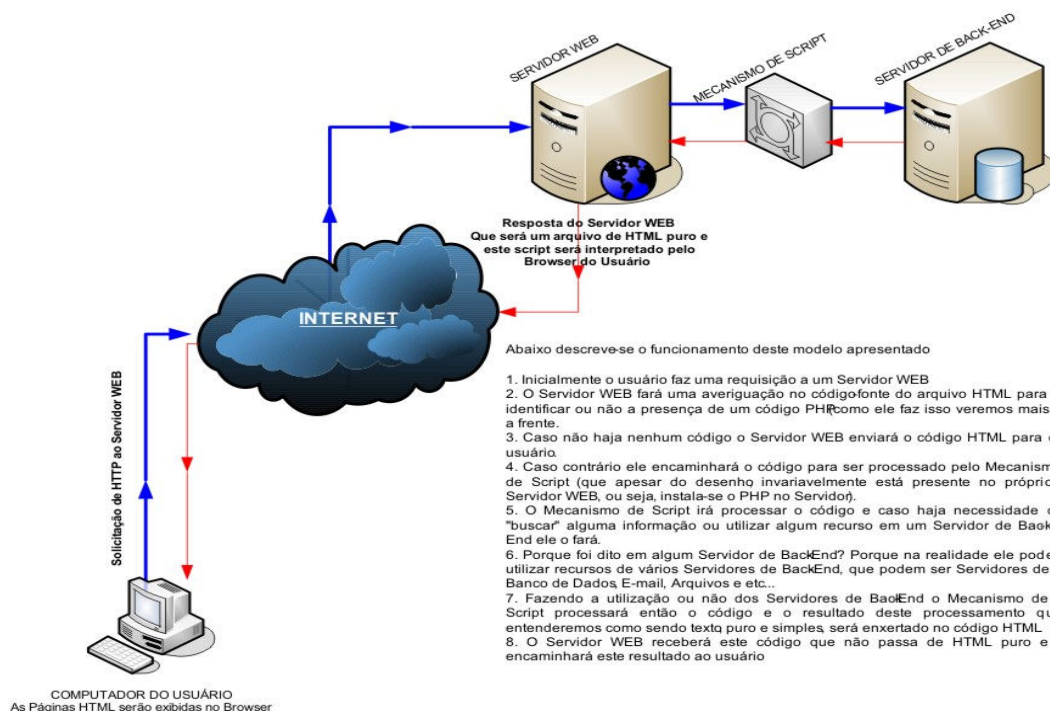 SERVIDOR WEB
MECANISMO DE SCRIPT
SERVIDOR DE BACK-END
Resposta do Servidor WEB
Que será um arquivo de HTML puro e
este script será interpretado pelo
Browser do Usuário
INTERNET
Solicitação de HTTP ao Servidor WEB
Abaixo descreve-se o funcionamento deste modelo apresentado
1. Inicialmente o usuário faz uma requisição a um Servidor WEB
2. O Servidor WEB fará uma averiguação no código-fonte do arquivo HTML para
identificar ou não a presença de um código PHP(como ele faz isso veremos mais
a frente.
3. Caso não haja nenhum código o Servidor WEB enviará o código HTML para
usuário.
4. Caso contrário ele encaminhará o código para ser processado pelo Mecanism
de Script (que apesar do desenho invariavelmente está presente no própri
Servidor WEB, ou seja, instala-se o PHP no Servidor).
5. O Mecanismo de Script irá processar o código e caso haja necessidade
"buscar" alguma informação ou utilizar algum recurso em um Servidor de Back-
End ele o fará.
6. Porque foi dito em algum Servidor de BackEnd? Porque na realidade ele pode
utilizar recursos de vários Servidores de BackEnd, que podem ser Servidores de
Banco de Dados, E-mail, Arquivos e etc...
7. Fazendo a utilização ou não dos Servidores de BackEnd o Mecanismo de
Script processará então o código e o resultado deste processamento qu
entenderemos como sendo texto puro e simples, será enxertado no código HTML
8. O Servidor WEB receberá este código que não passa de HTML puro e
encaminhará este resultado ao usuário
COMPUTADOR DO USUÁRIO
As Páginas HTML serão exibidas no Browser